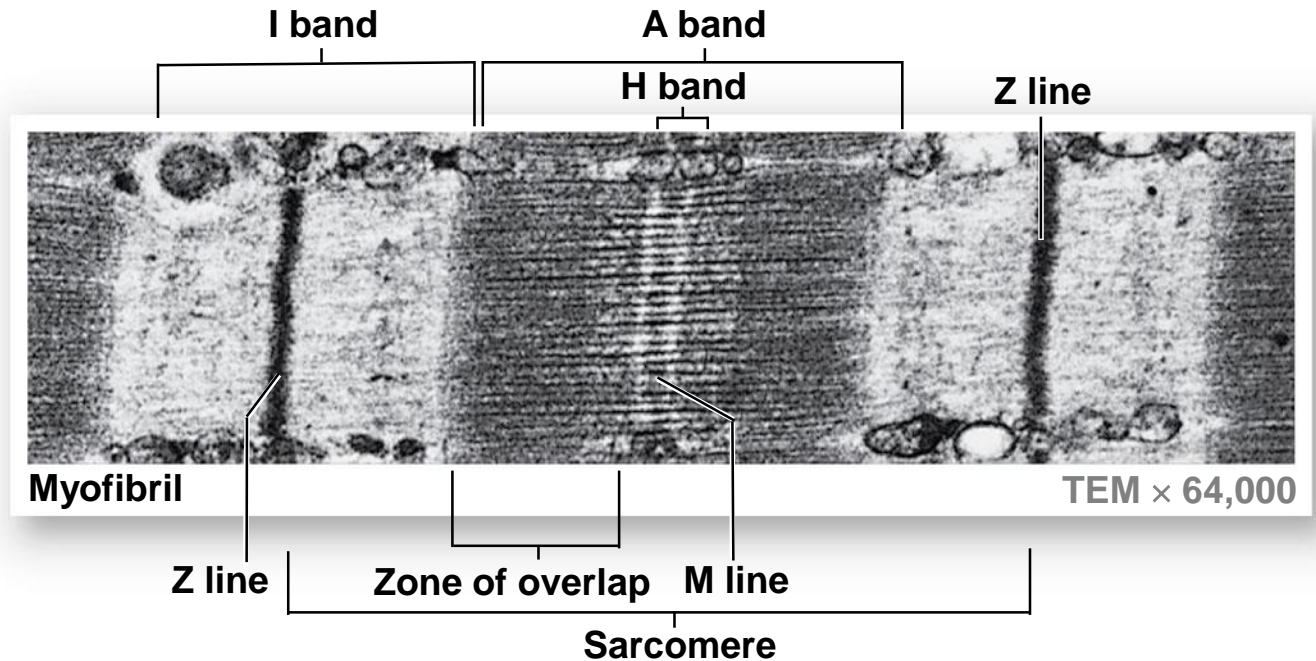 I band
A band
H band
Z line
Myofibril
TEM × 64,000
Z line
Zone of overlap
M line
Sarcomere